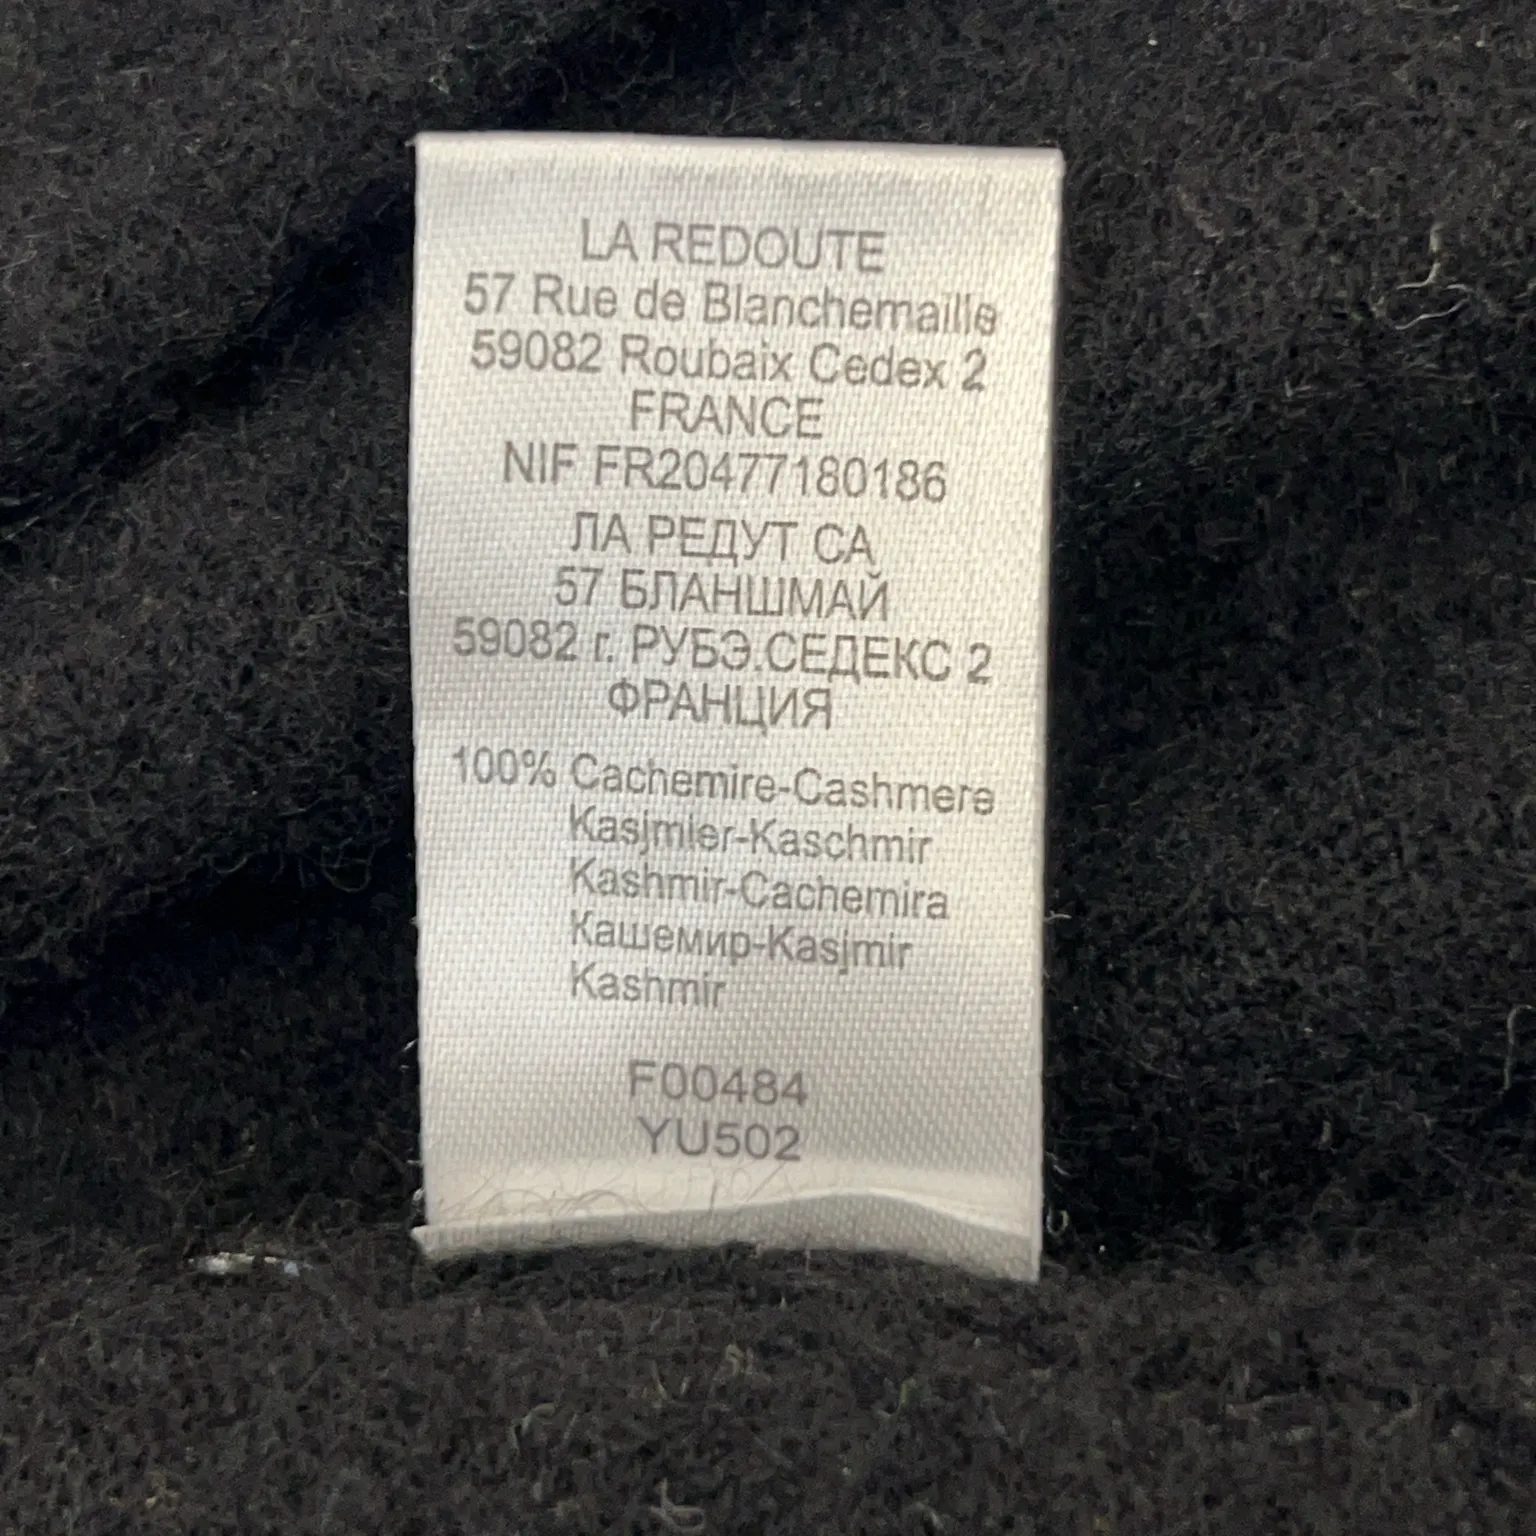 LA REDOUTE
57 Rue de Blanchemaille
59082 Roubaix Cedex 2
FRANCE
NIF FR20477180186
ЛА РЕДУТ СА
57 БЛАНШМАЙ
59082 г. РУБЭ.СЕДЕКС 2
ФРАНЦИЯ
100% Cachemire-Cashmere
Kasjmier-Kaschmir
Kashmir-Cachemira
Кашемир-Kasjmir
Kashmir
F00484
YU502